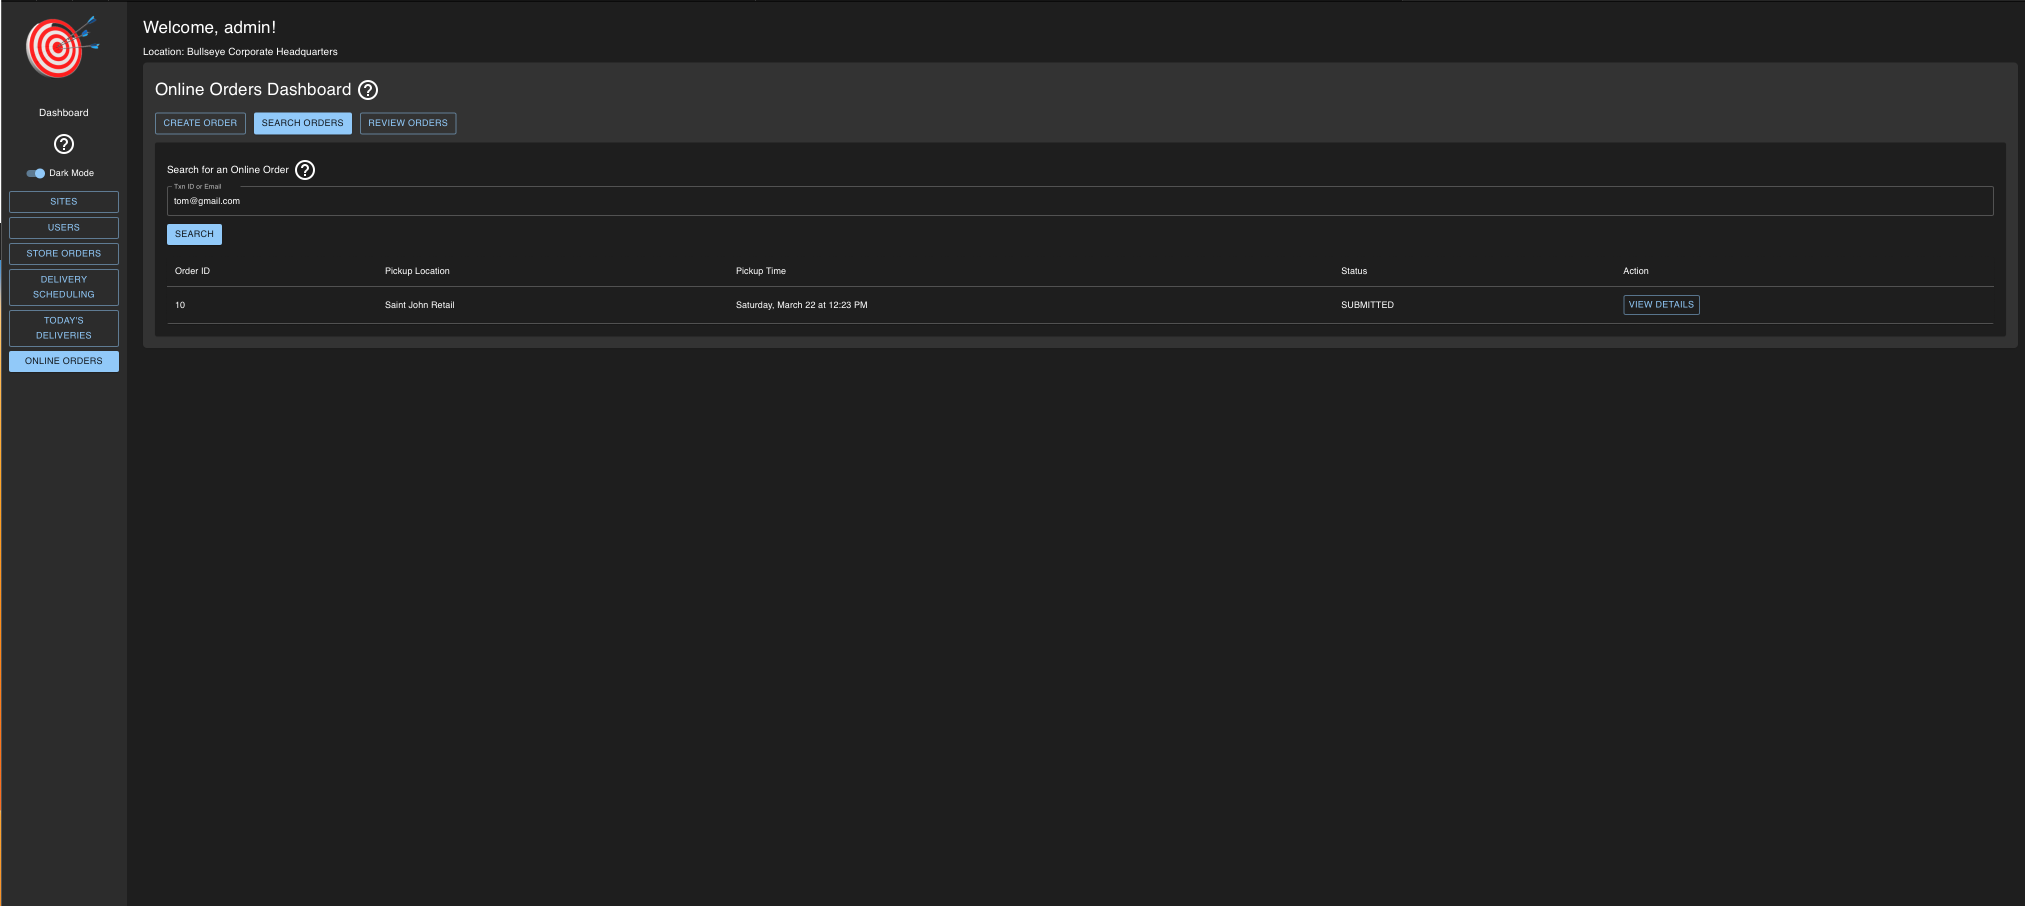 Dashboard
Dark Mode
SITES
USERS
STORE ORDERS
DELIVERY
SCHEDULING
TODAY'S
DELIVERIES
ONLINE ORDERS
Welcome, admin!
Location: Bullseye Corporate Headquarters
Online Orders Dashboard ?
CREATE ORDER SEARCH ORDERS REVIEW ORDERS
Search for an Online Order ?
Txn ID or Email
tom@gmail.com
SEARCH
Order ID Pickup Location Pickup Time Status Action
10 Saint John Retail Saturday, March 22 at 12:23 PM SUBMITTED VIEW DETAILS